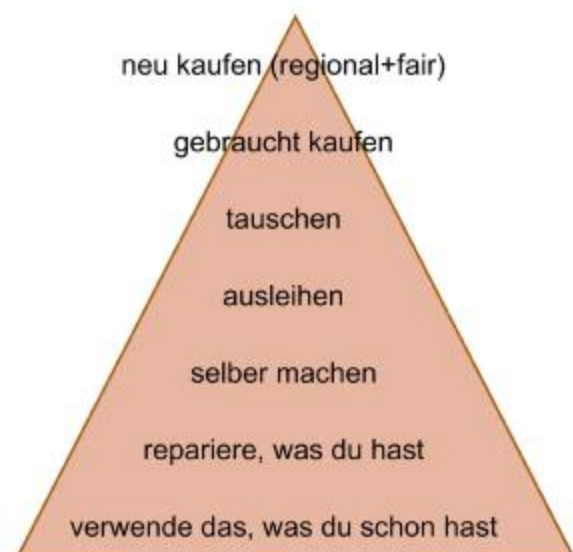 neu kaufen (regional+fair)
gebraucht kaufen
tauschen
ausleihen
selber machen
repariere, was du hast
verwende das, was du schon hast